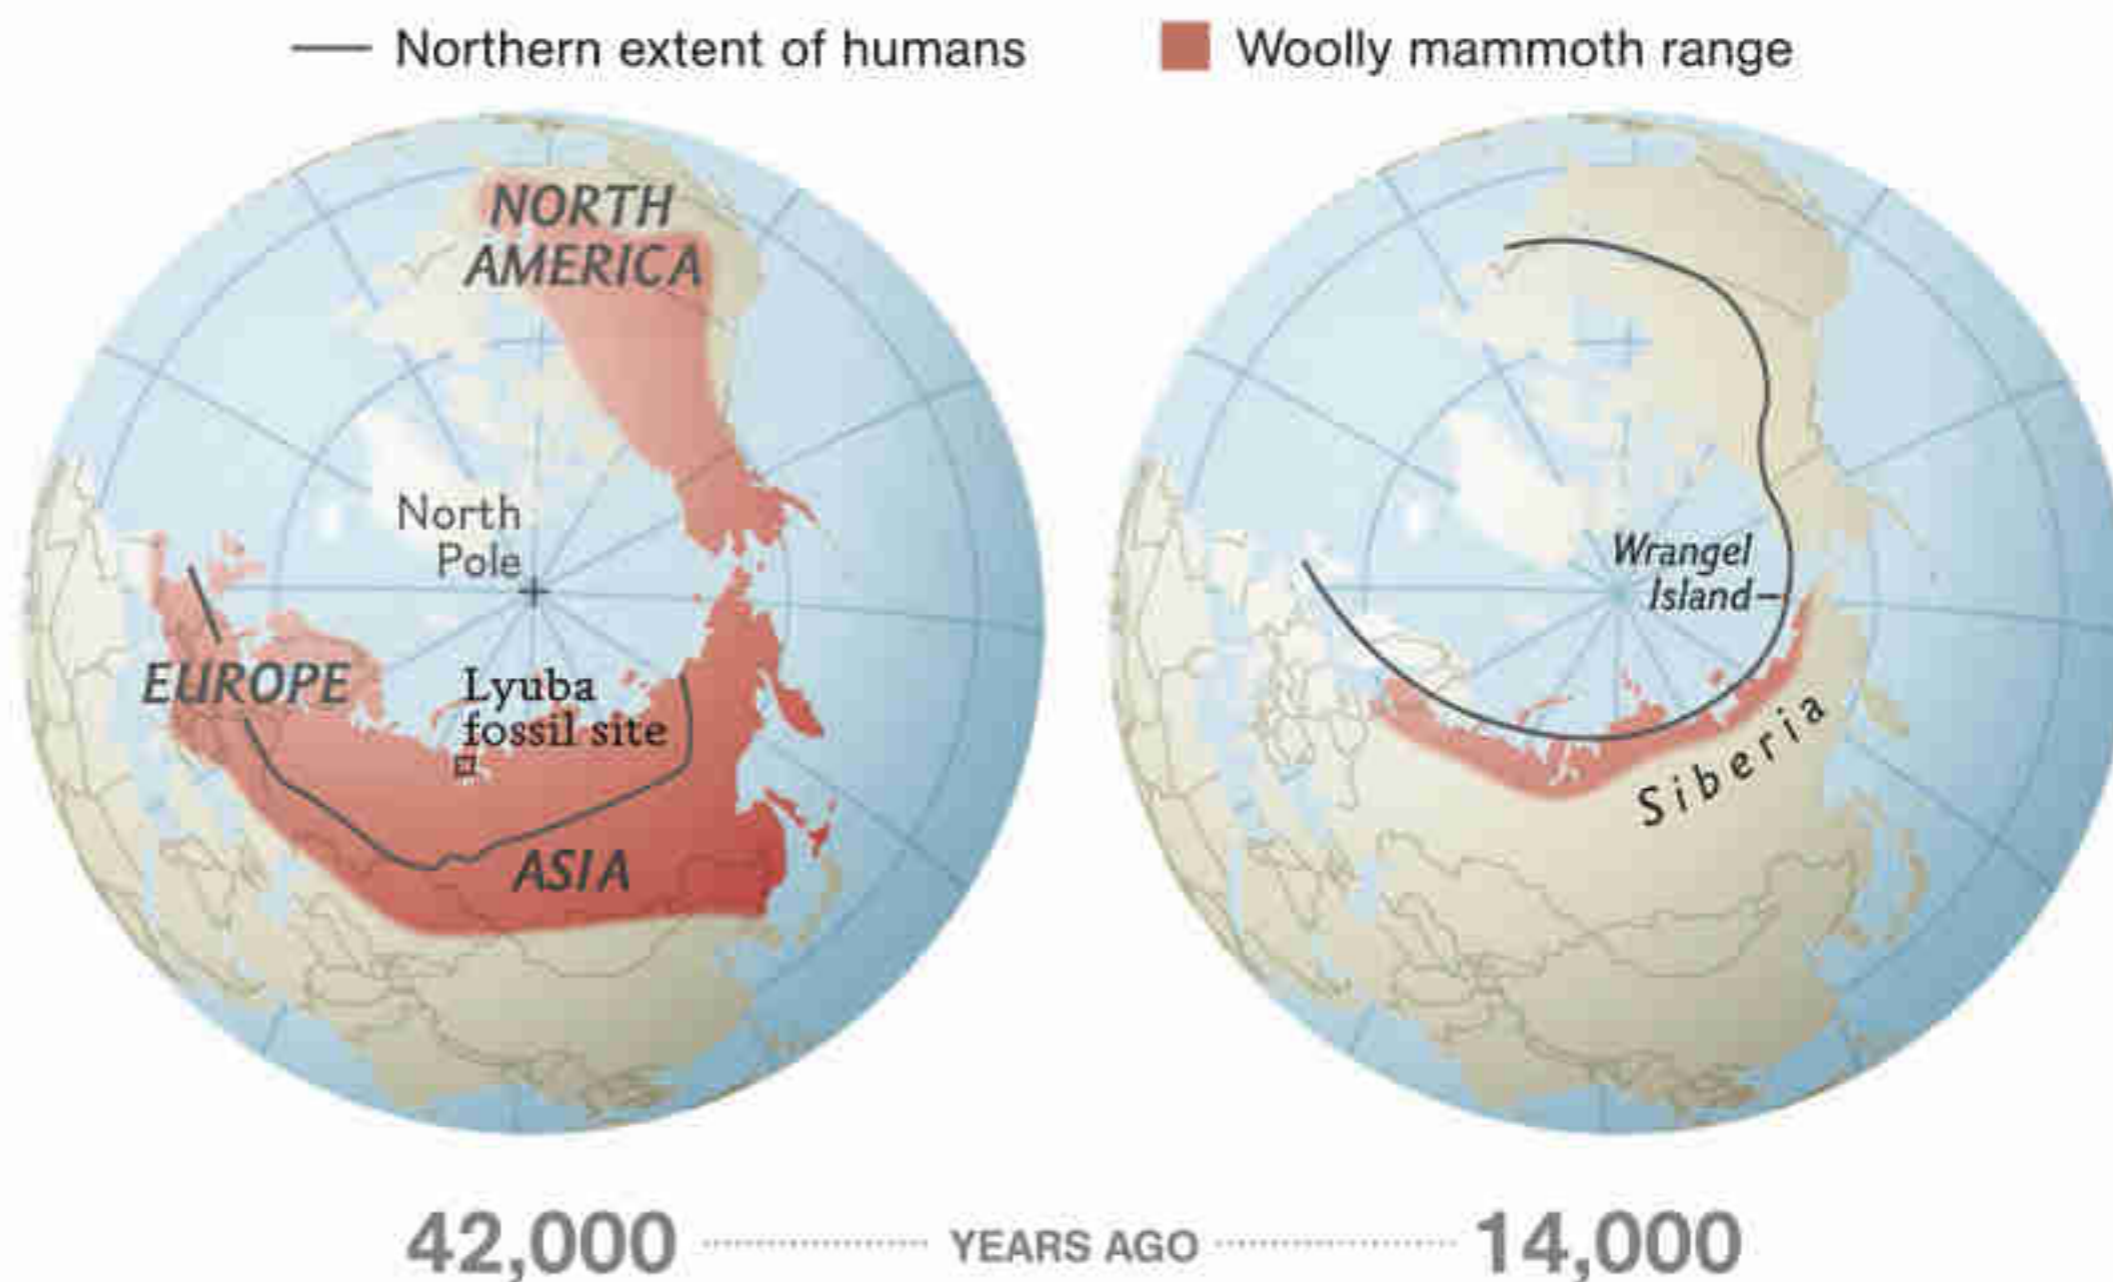 Northern extent of humans
Woolly mammoth range
NORTH
AMERICA
North
Pole
EUROPE
Lyuba
fossil site
ASIA
Wrangel
Island
Siberia
42,000
YEARS AGO
14,000